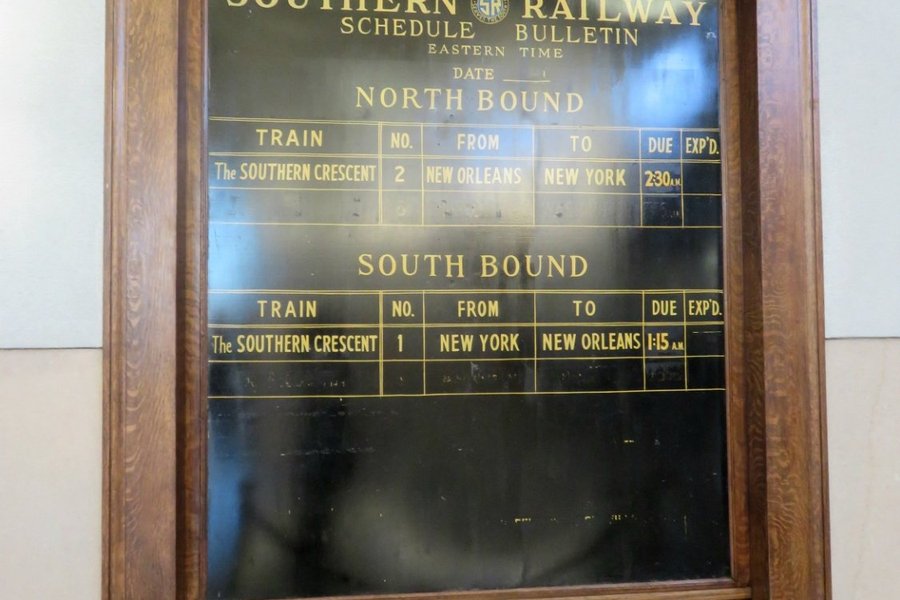 SOUTHERN SR RAILWAY
SCHEDULE BULLETIN
EASTERN TIME
DATE
NORTH BOUND
TRAIN NO. FROM TO DUE EXP'D.
The SOUTHERN CRESCENT 2 NEW ORLEANS NEW YORK 2:30 A.M.
SOUTH BOUND
TRAIN NO. FROM TO DUE EXP'D.
The SOUTHERN CRESCENT 1 NEW YORK NEW ORLEANS 1:15 A.M.